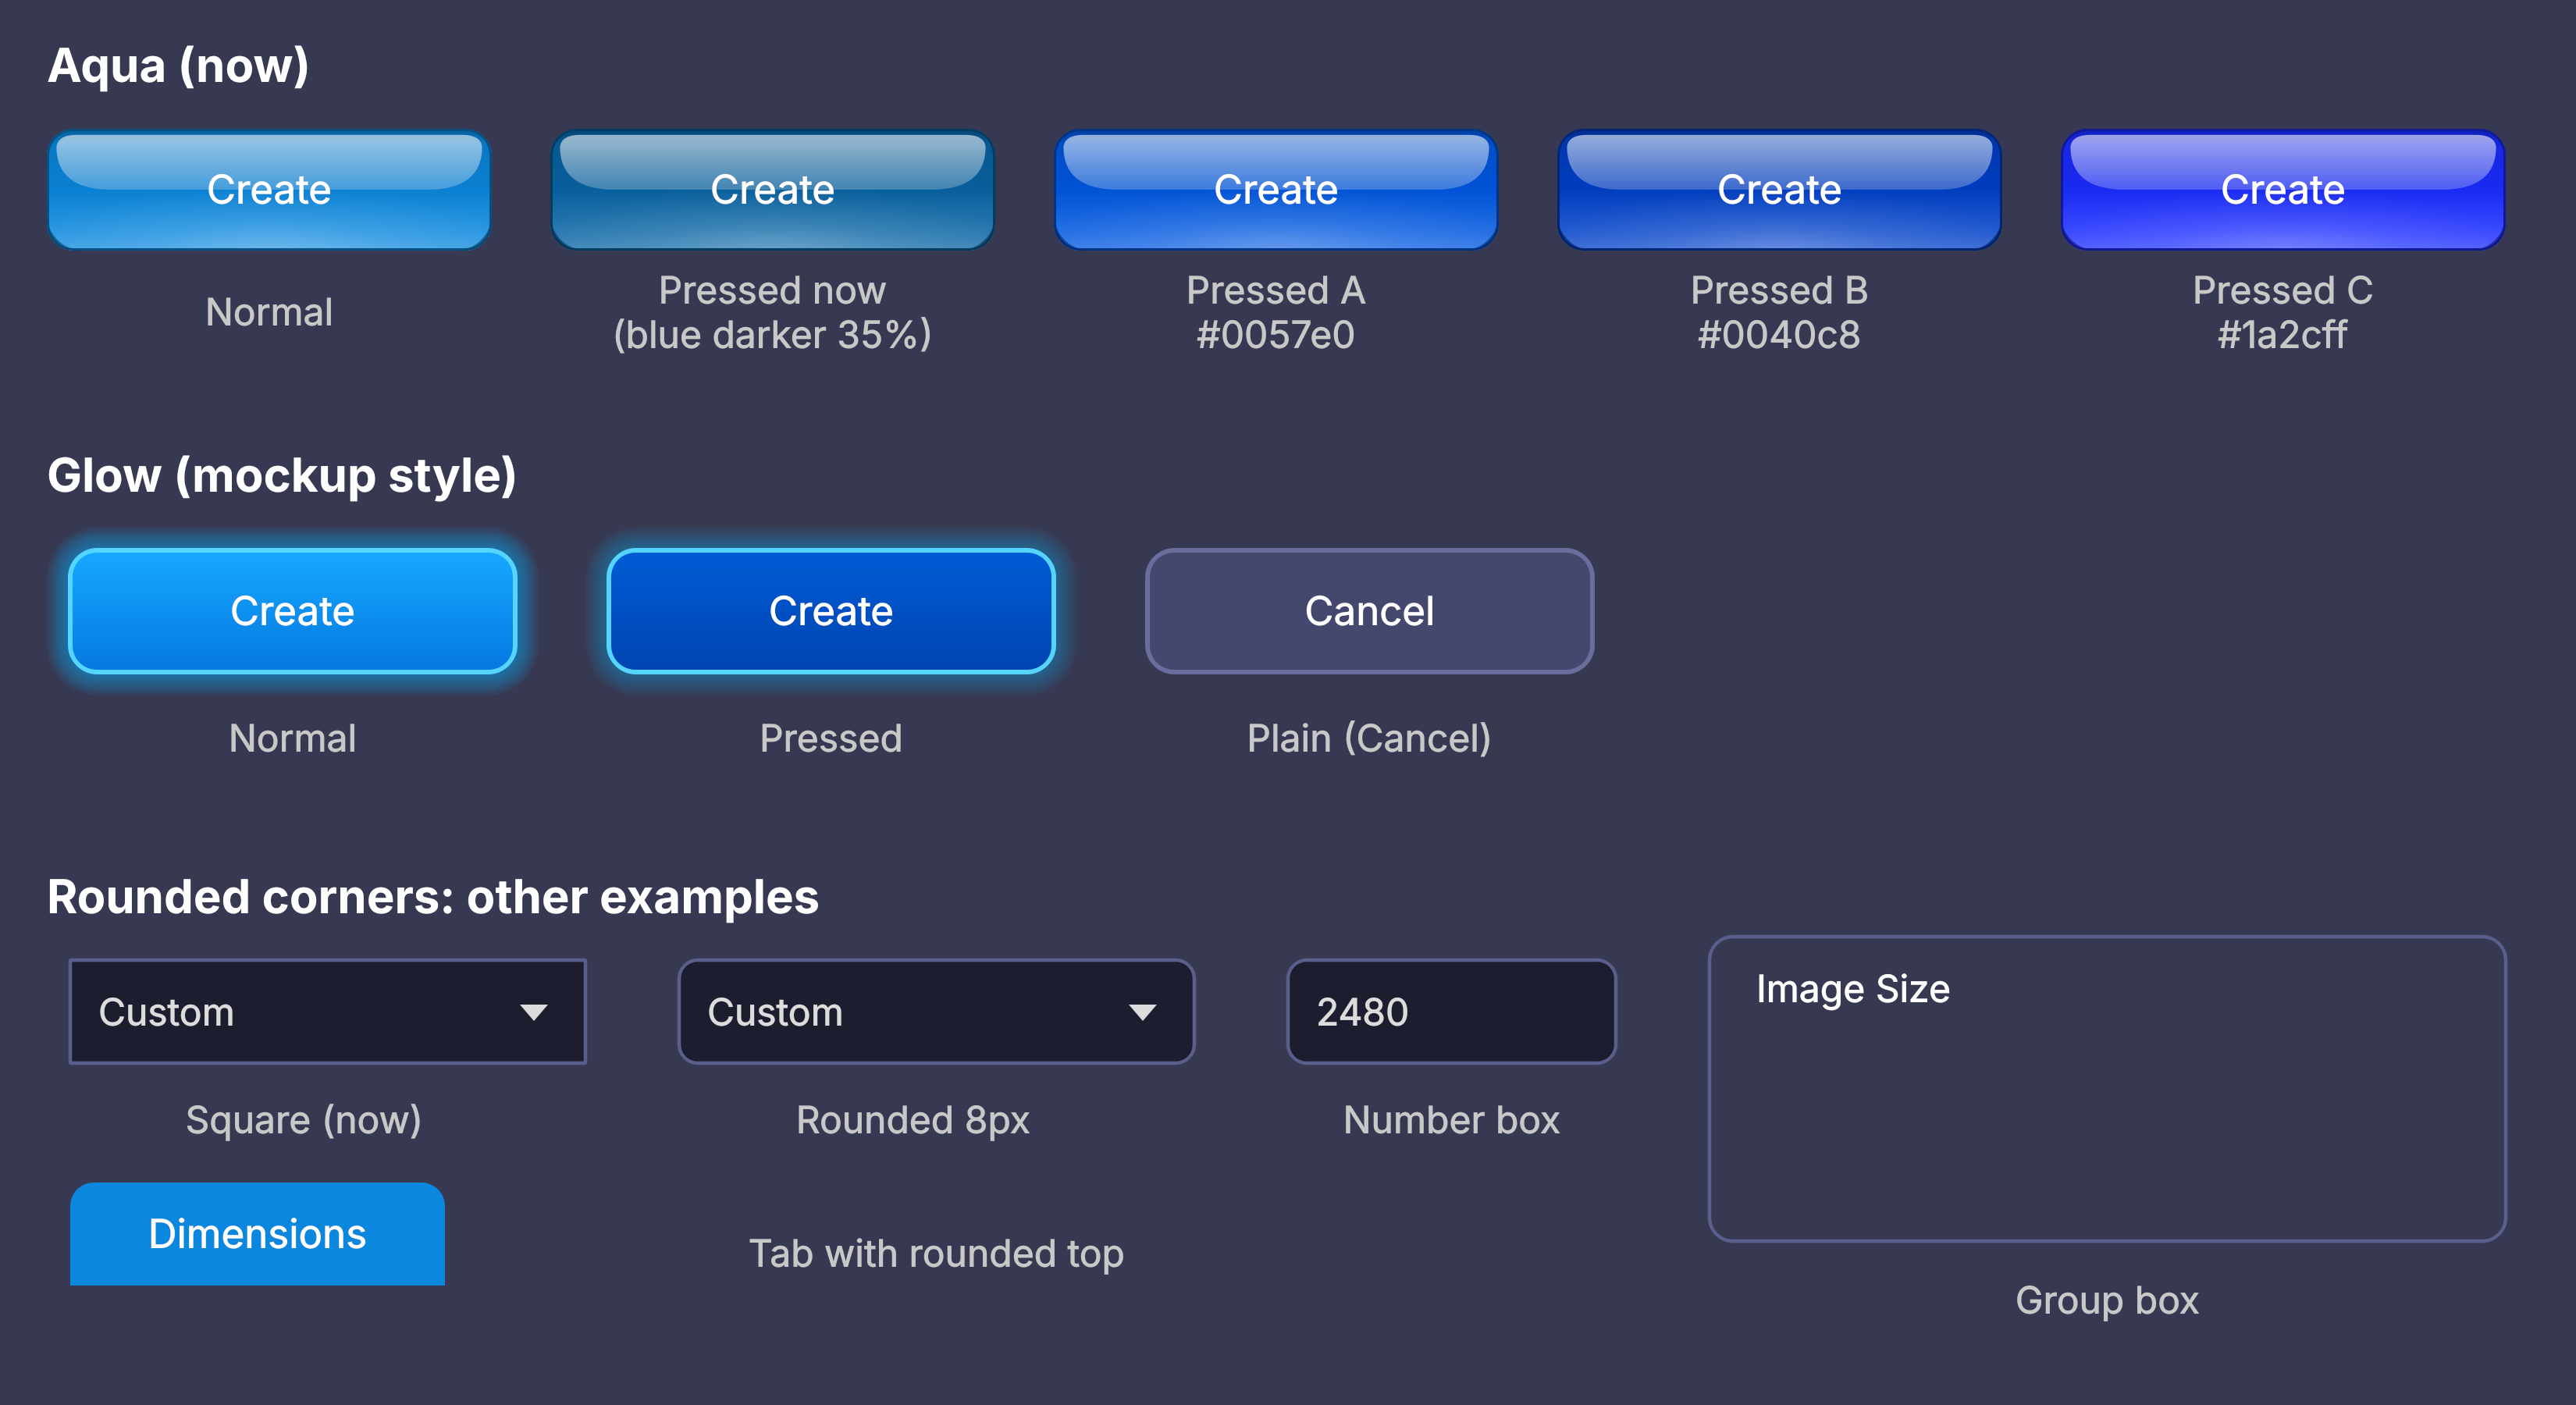 Aqua (now)
Create
Create
Create
Create
Create
Normal
Pressed now
(blue darker 35%)
Pressed A
#0057e0
Pressed B
#0040c8
Pressed C
#1a2cff
Glow (mockup style)
Create
Create
Cancel
Normal
Pressed
Plain (Cancel)
Rounded corners: other examples
Custom
Custom
2480
Image Size
Square (now)
Rounded 8px
Number box
Dimensions
Tab with rounded top
Group box